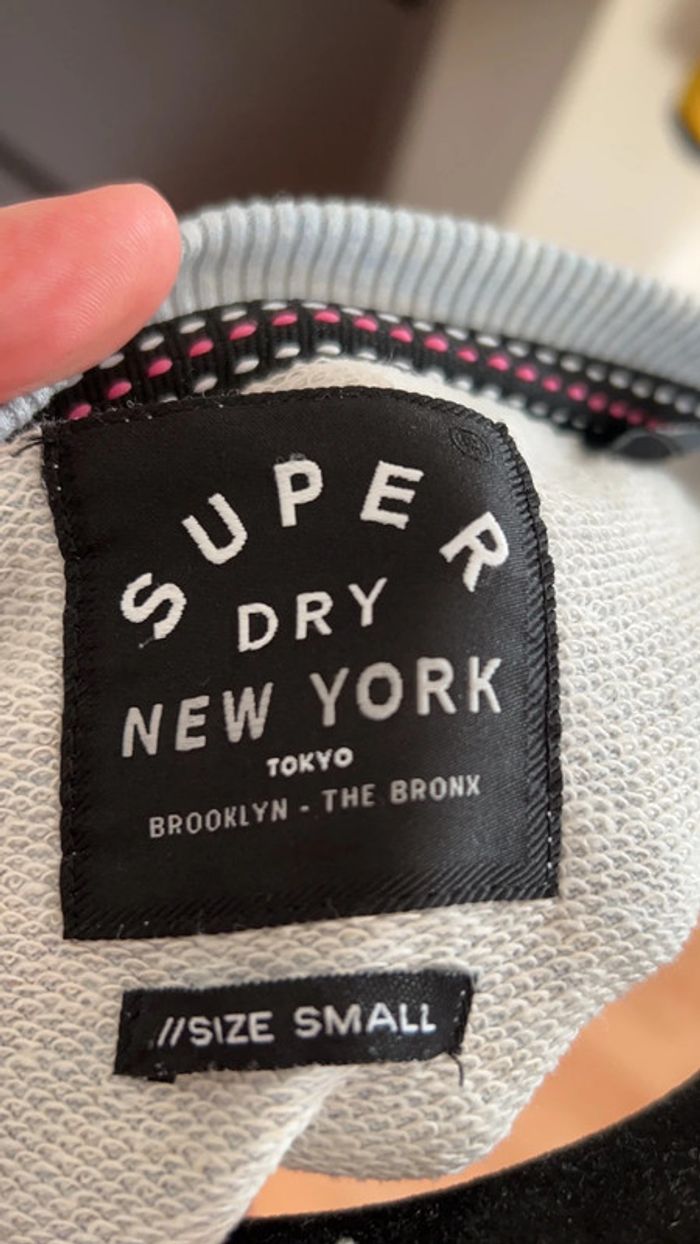 SUPER
DRY
NEW YORK
TOKYO
BROOKLYN - THE BRONX
//SIZE SMALL